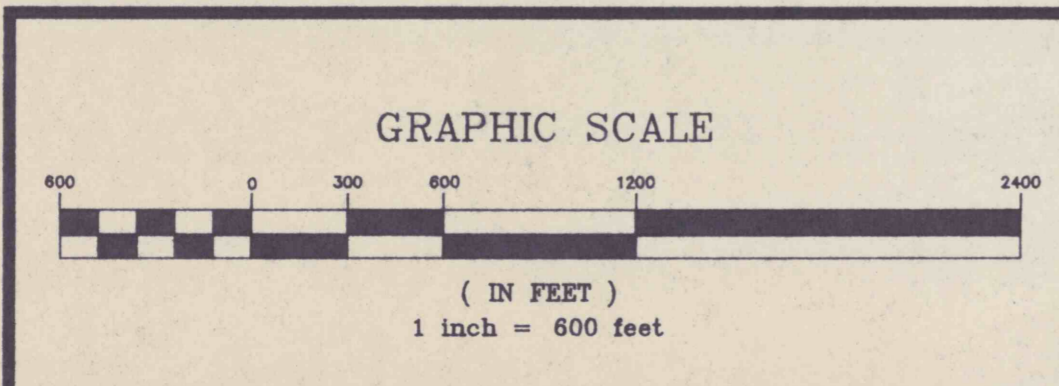 GRAPHIC SCALE
600 0 300 600 1200 2400
( IN FEET )
1 inch = 600 feet